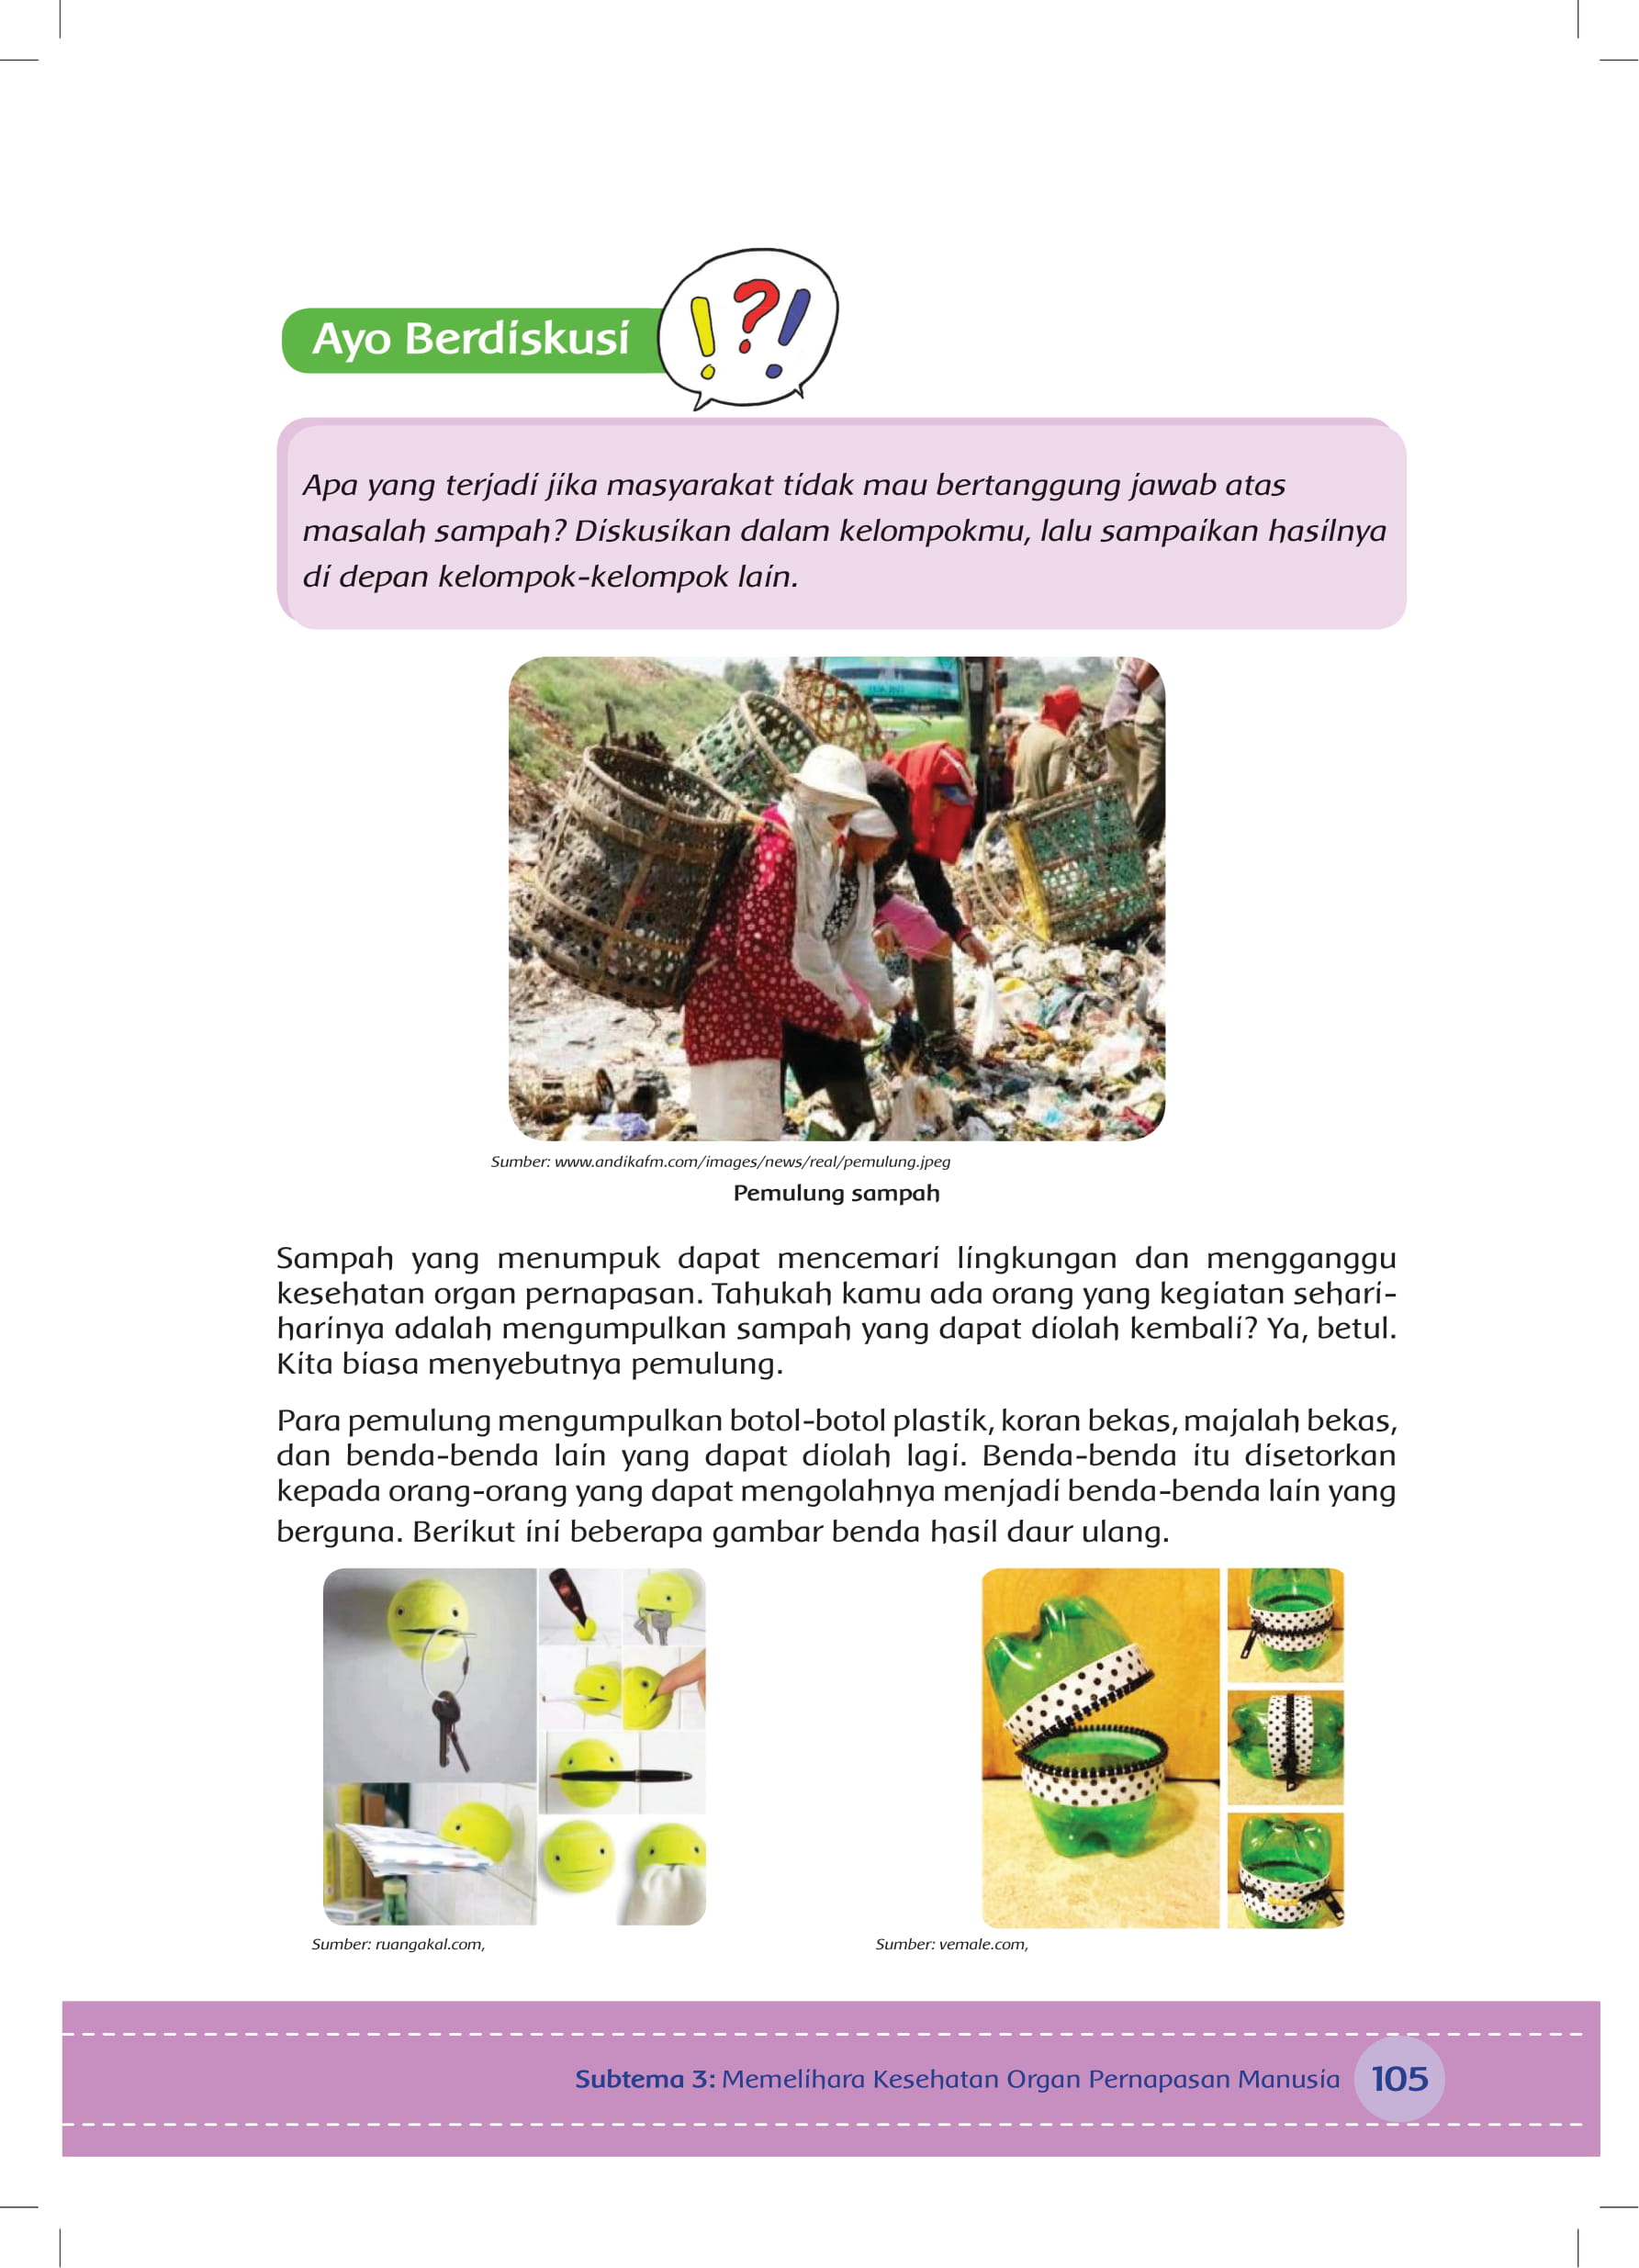 Ayo Berdiskusi
Apa yang terjadi jika masyarakat tidak mau bertanggung jawab atas
masalah sampah? Diskusikan dalam kelompokmu, lalu sampaikan hasilnya
di depan kelompok-kelompok lain.
Sumber: www.andikafm.com/images/news/real/pemulung.jpeg
Pemulung sampah
Sampah yang menumpuk dapat mencemari lingkungan dan mengganggu
kesehatan organ pernapasan. Tahukah kamu ada orang yang kegiatan sehari-
harinya adalah mengumpulkan sampah yang dapat diolah kembali? Ya, betul.
Kita biasa menyebutnya pemulung.
Para pemulung mengumpulkan botol-botol plastik, koran bekas, majalah bekas,
dan benda-benda lain yang dapat diolah lagi. Benda-benda itu disetorkan
kepada orang-orang yang dapat mengolahnya menjadi benda-benda lain yang
berguna. Berikut ini beberapa gambar benda hasil daur ulang.
Sumber: ruangakal.com,
Sumber: vemale.com,
Subtema 3: Memelihara Kesehatan Organ Pernapasan Manusia
105